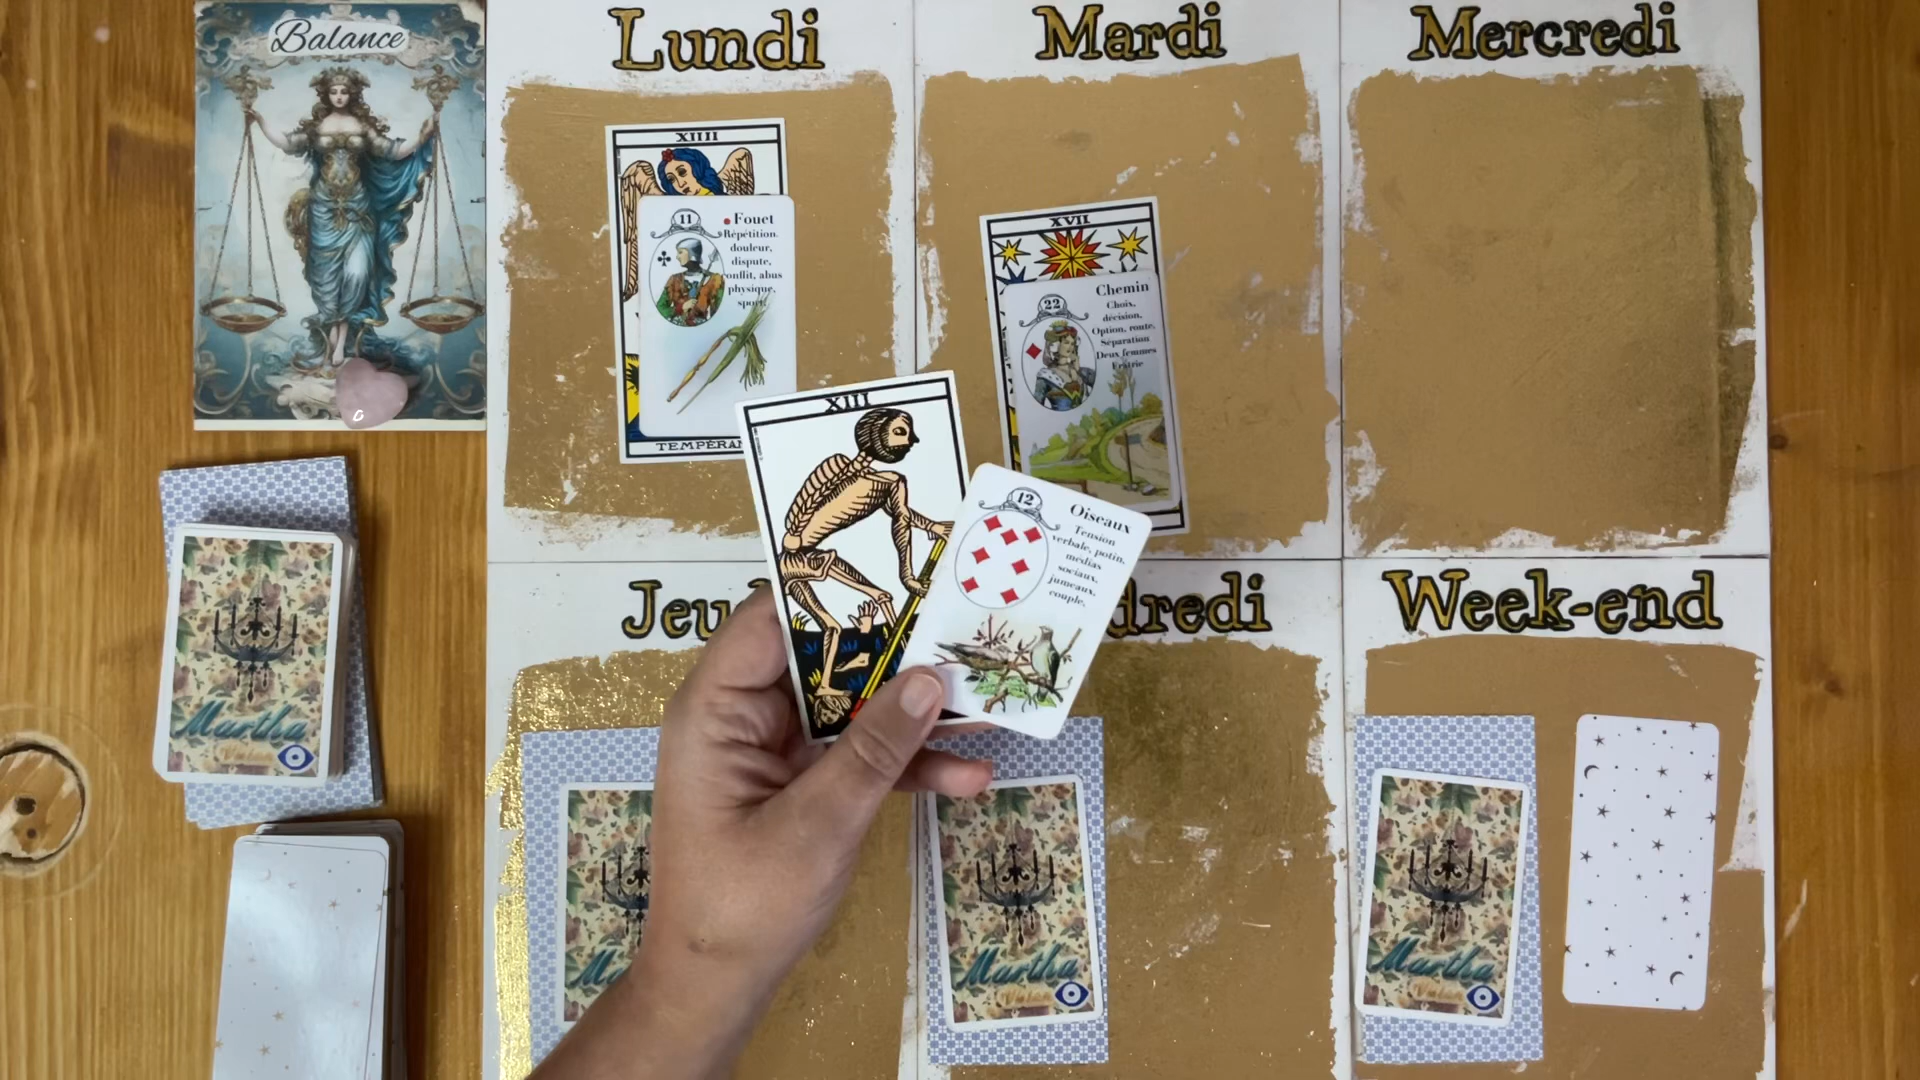 Balance
Lundi
Mardi
Mercredi
XIIII
11
Fouet
Répétition.
douleur,
dispute,
conflit, abus
physique,
sport
TEMPÉRAN
XVII
22
Chemin
Choix,
décision,
Option, route.
Séparation
Deux femmes
Fratrie
XIII
12
Oiseaux
Tension
verbale, potin,
médias
sociaux,
jumeaux,
couple,
Jeu
dredi
Week-end
Martha
Martha
Martha